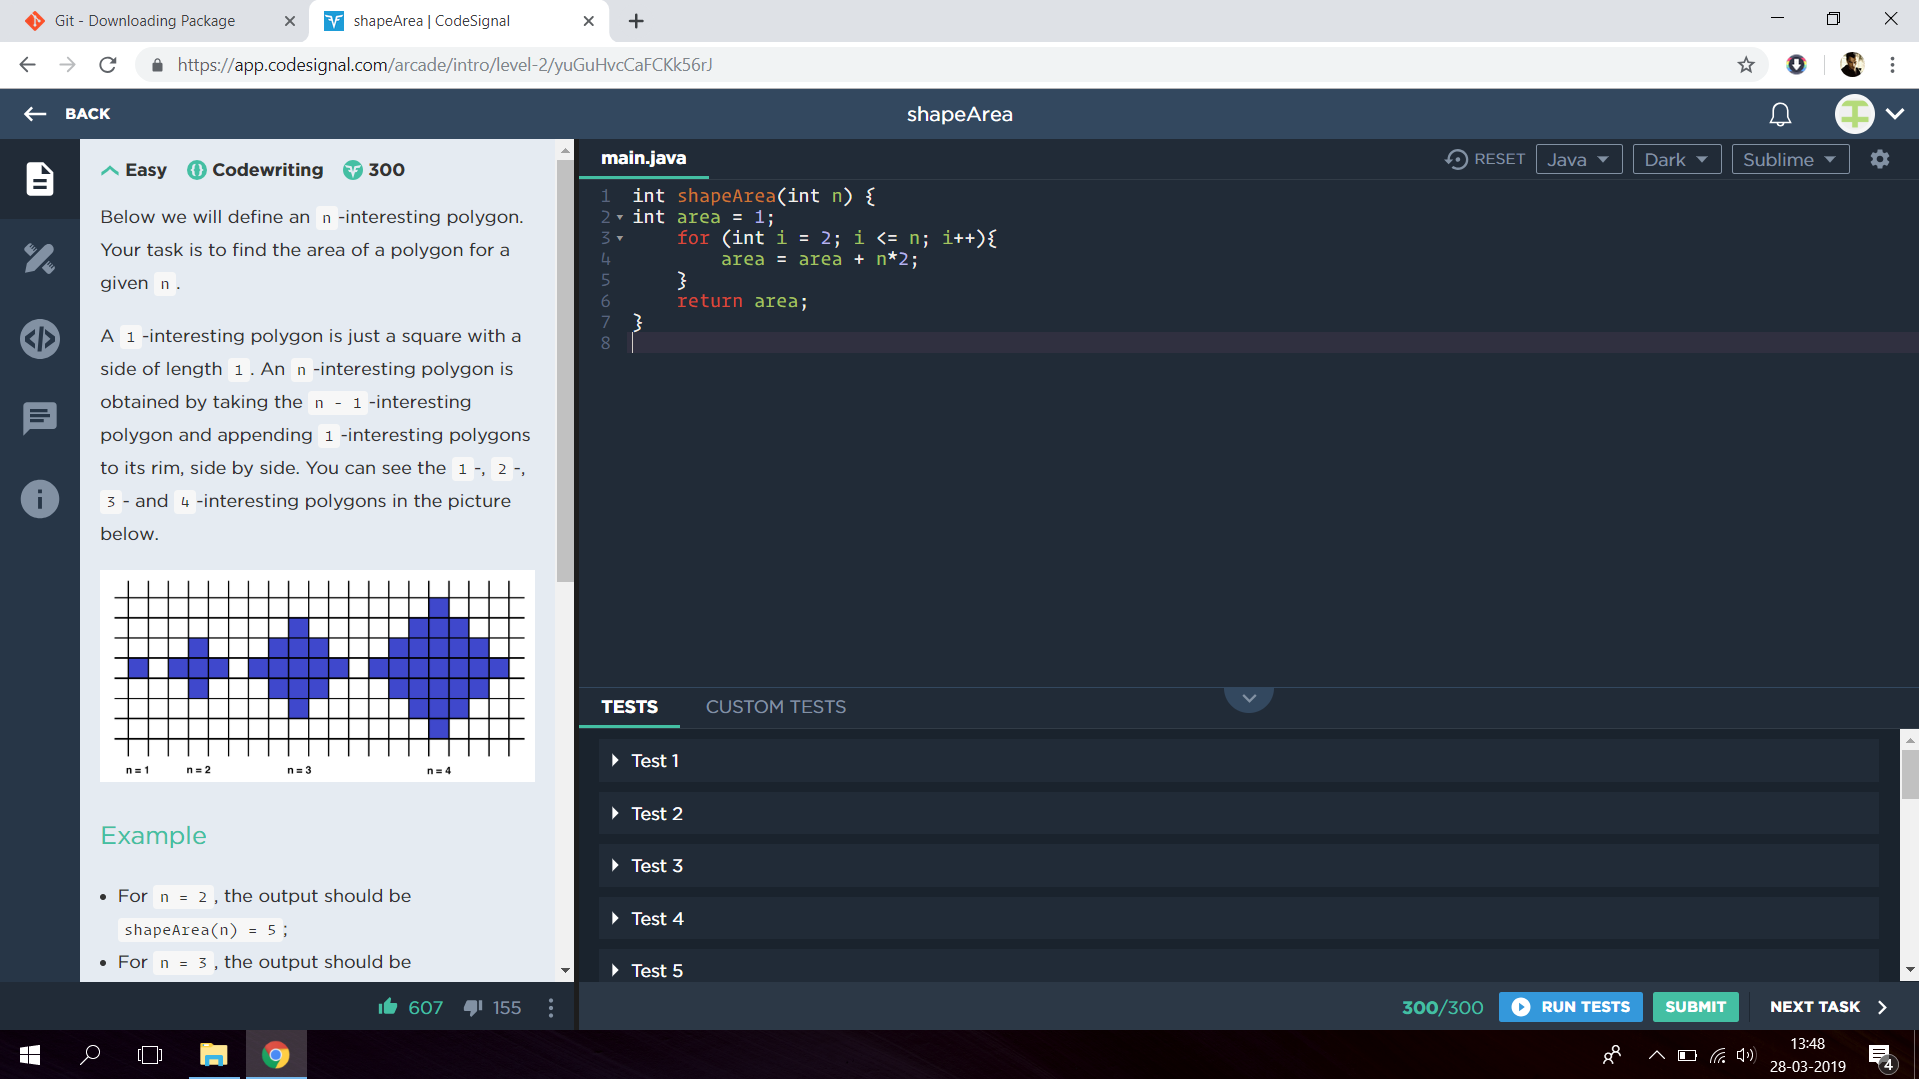 Git - Downloading Package
shapeArea | CodeSignal
https://app.codesignal.com/arcade/intro/level-2/yuGuHvcCaFCKk56rJ
BACK
shapeArea
Easy Codewriting 300
Below we will define an n -interesting polygon.
Your task is to find the area of a polygon for a
given n .
A 1 -interesting polygon is just a square with a
side of length 1 . An n -interesting polygon is
obtained by taking the n - 1 -interesting
polygon and appending 1 -interesting polygons
to its rim, side by side. You can see the 1 -, 2 -,
3 - and 4 -interesting polygons in the picture
below.
n = 1 n = 2 n = 3 n = 4
Example
• For n = 2 , the output should be
shapeArea(n) = 5 ;
• For n = 3 , the output should be
607 155
main.java
RESET Java Dark Sublime
1 int shapeArea(int n) {
2 int area = 1;
3 for (int i = 2; i <= n; i++){
4 area = area + n*2;
5 }
6 return area;
7 }
8
TESTS CUSTOM TESTS
Test 1
Test 2
Test 3
Test 4
Test 5
300/300 RUN TESTS SUBMIT NEXT TASK
13:48
28-03-2019
4